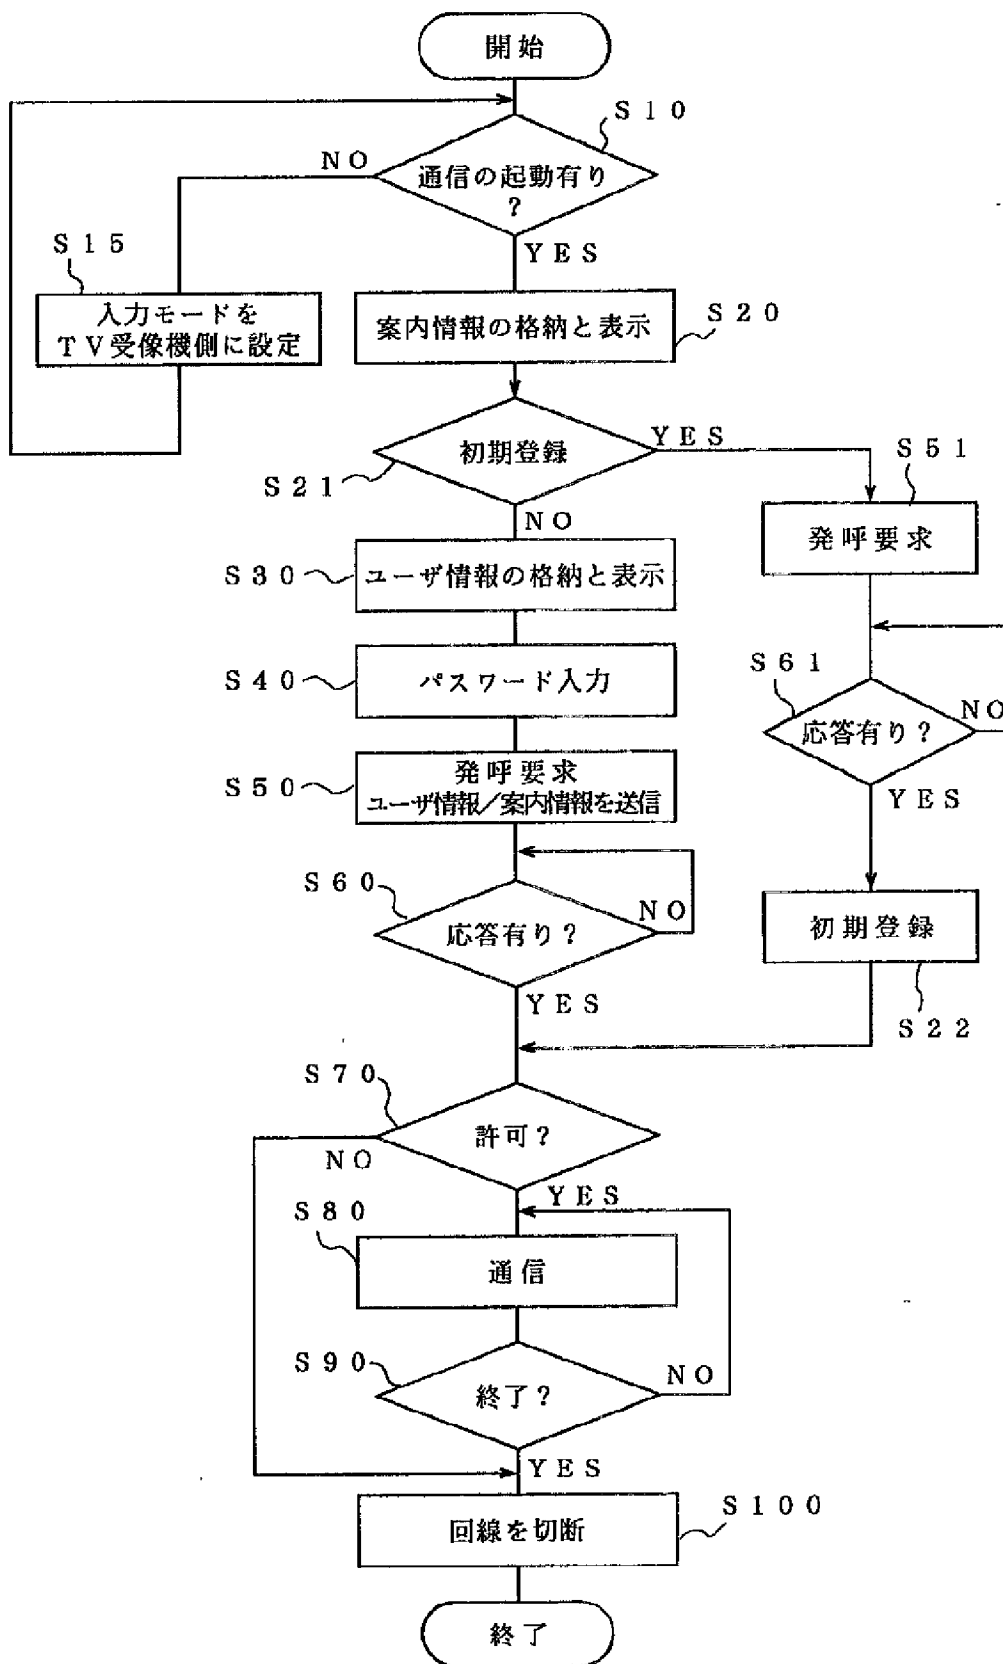 開始
S10
通信の起動有り
?
NO
YES
S15
入力モードを
TV受像機側に設定
案内情報の格納と表示
S20
初期登録
S21
YES
NO
S51
発呼要求
S30
ユーザ情報の格納と表示
S40
パスワード入力
S61
応答有り?
NO
YES
S50
発呼要求
ユーザ情報/案内情報を送信
S60
応答有り?
NO
YES
初期登録
S22
S70
許可?
NO
YES
S80
通信
S90
終了?
NO
YES
回線を切断
S100
終了